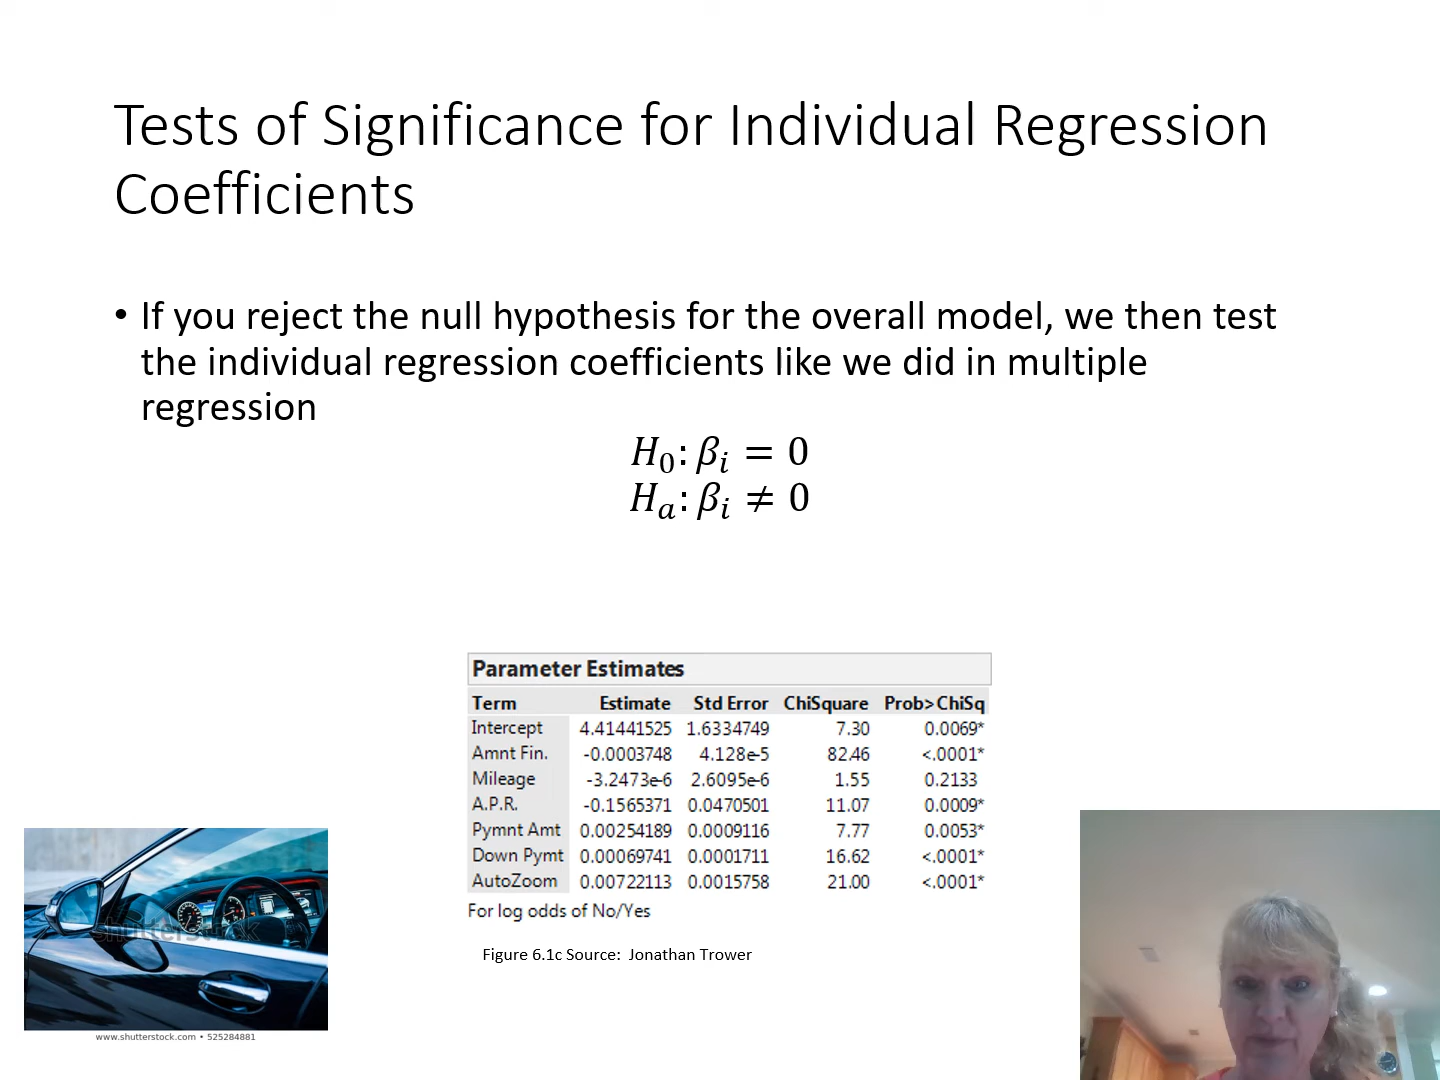 Tests of Significance for Individual Regression
Coefficients
• If you reject the null hypothesis for the overall model, we then test
the individual regression coefficients like we did in multiple
regression
H₀: βᵢ = 0
Hₐ: βᵢ ≠ 0
Parameter Estimates
Term Estimate Std Error ChiSquare Prob>ChiSq
Intercept 4.41441525 1.6334749 7.30 0.0069*
Amnt Fin. -0.0003748 4.128e-5 82.46 <.0001*
Mileage -3.2473e-6 2.6095e-6 1.55 0.2133
A.P.R. -0.1565371 0.0470501 11.07 0.0009*
Pymnt Amt 0.00254189 0.0009116 7.77 0.0053*
Down Pymt 0.00069741 0.0001711 16.62 <.0001*
AutoZoom 0.00722113 0.0015758 21.00 <.0001*
For log odds of No/Yes
Figure 6.1c Source: Jonathan Trower
shutterstock
www.shutterstock.com • 525284881